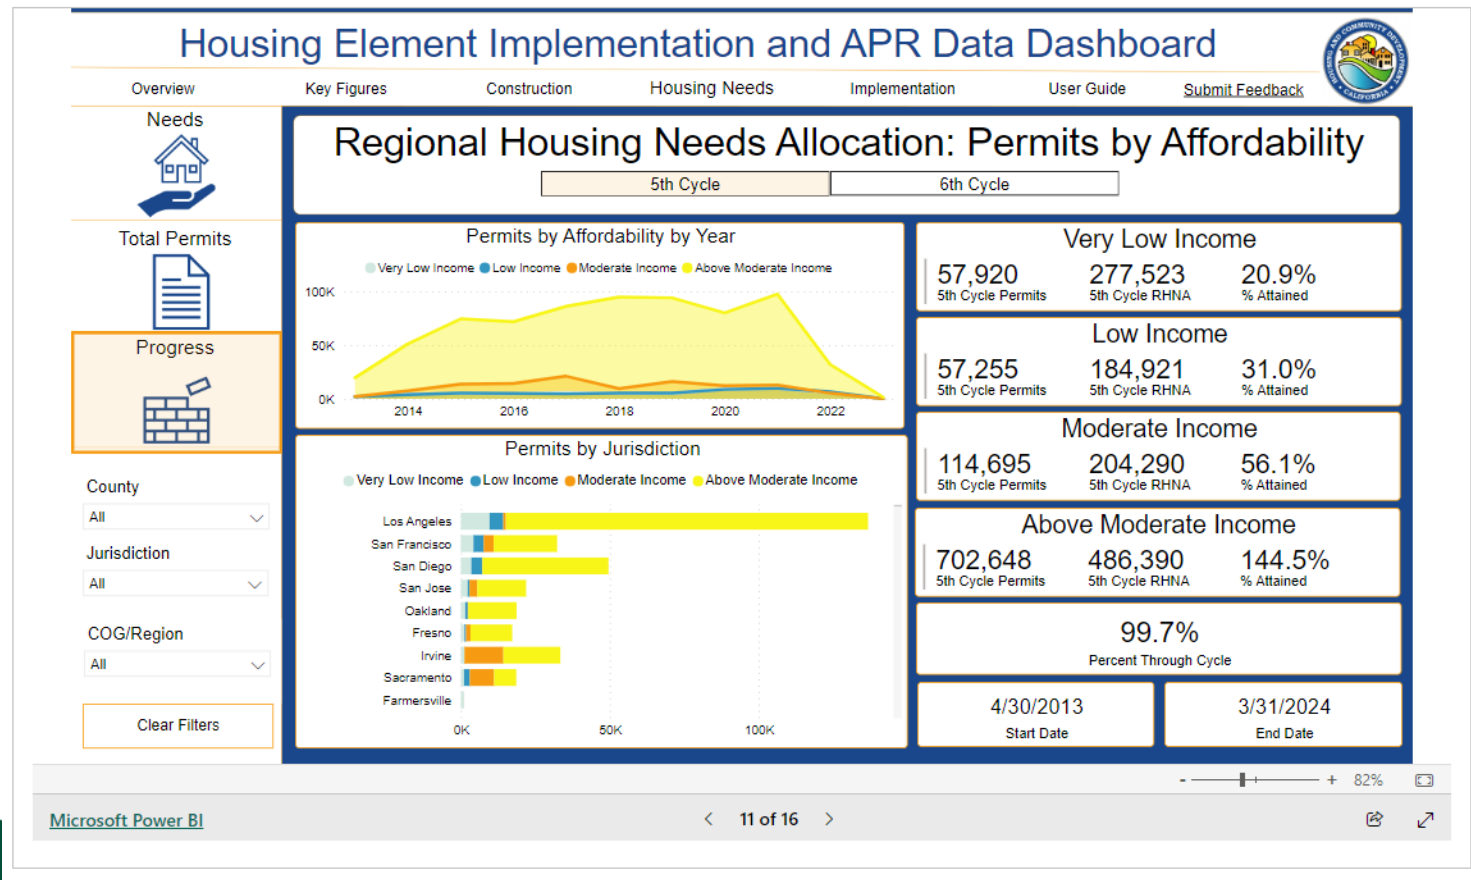 Housing Element Implementation and APR Data Dashboard
HOUSING AND COMMUNITY DEVELOPMENT
CALIFORNIA
Overview
Key Figures
Construction
Housing Needs
Implementation
User Guide
Submit Feedback
Needs
Total Permits
Progress
County
All
Jurisdiction
All
COG/Region
All
Clear Filters
Regional Housing Needs Allocation: Permits by Affordability
5th Cycle
6th Cycle
Permits by Affordability by Year
Very Low Income Low Income Moderate Income Above Moderate Income
100K
50K
0K
2014 2016 2018 2020 2022
Permits by Jurisdiction
Very Low Income Low Income Moderate Income Above Moderate Income
Los Angeles
San Francisco
San Diego
San Jose
Oakland
Fresno
Irvine
Sacramento
Farmersville
0K 50K 100K
Very Low Income
57,920 277,523 20.9%
5th Cycle Permits 5th Cycle RHNA % Attained
Low Income
57,255 184,921 31.0%
5th Cycle Permits 5th Cycle RHNA % Attained
Moderate Income
114,695 204,290 56.1%
5th Cycle Permits 5th Cycle RHNA % Attained
Above Moderate Income
702,648 486,390 144.5%
5th Cycle Permits 5th Cycle RHNA % Attained
99.7%
Percent Through Cycle
4/30/2013
Start Date
3/31/2024
End Date
- + 82%
Microsoft Power BI
< 11 of 16 >